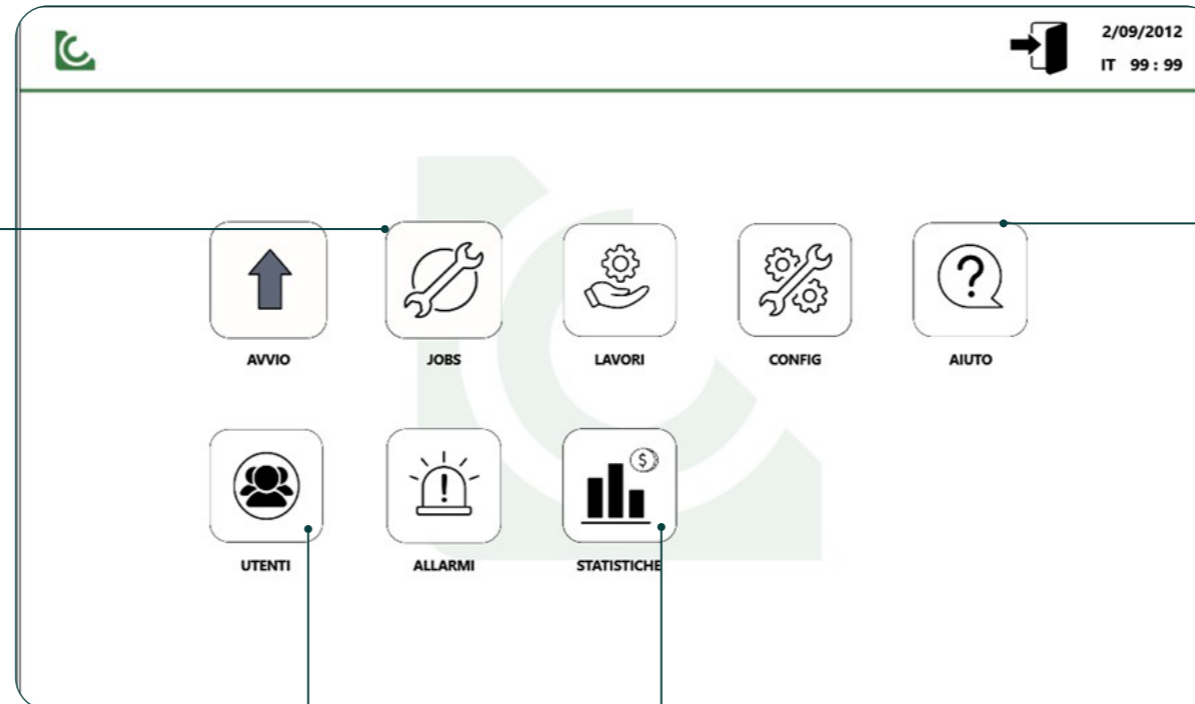 2/09/2012
IT 99 : 99
AVVIO JOBS LAVORI CONFIG AIUTO
UTENTI ALLARMI STATISTICHE